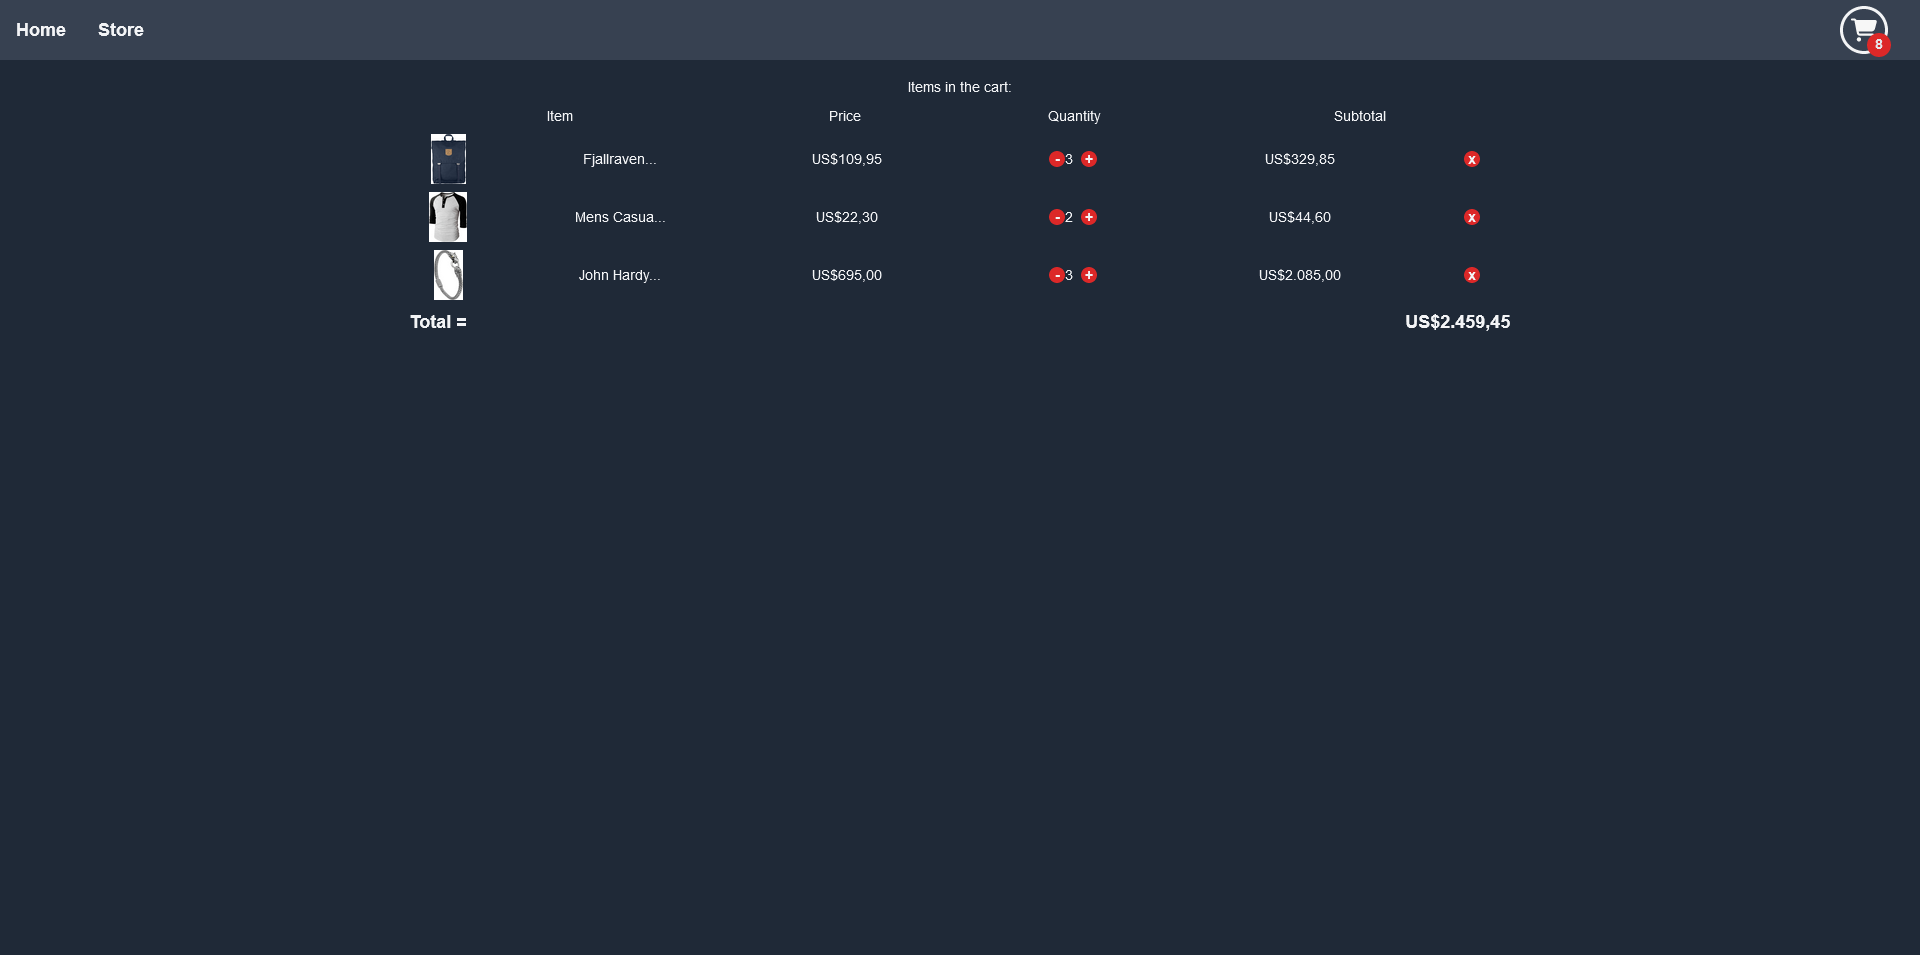 Home Store
8
Items in the cart:
Item Price Quantity Subtotal
Fjallraven... US$109,95 - 3 + US$329,85 x
Mens Casua... US$22,30 - 2 + US$44,60 x
John Hardy... US$695,00 - 3 + US$2.085,00 x
Total = US$2.459,45